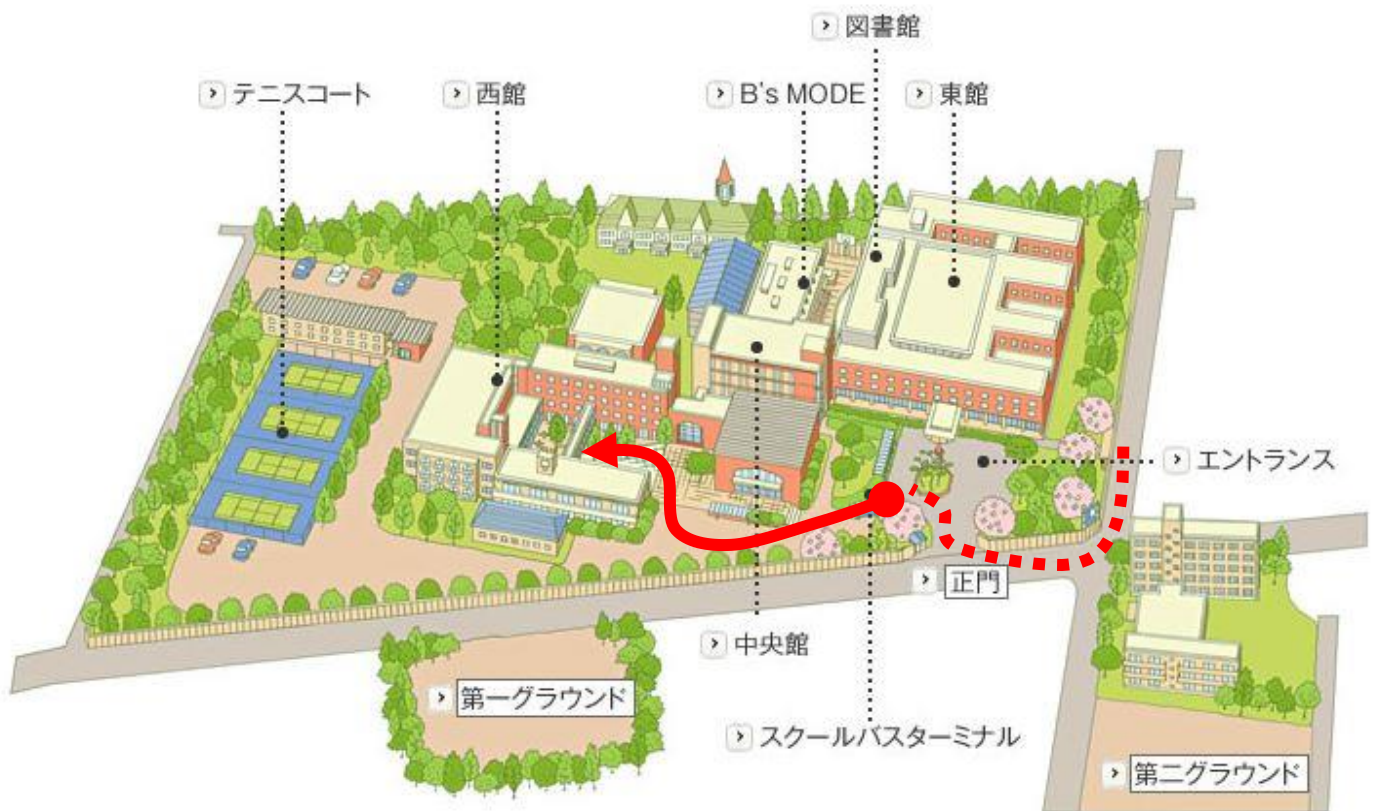 図書館
テニスコート
西館
B's MODE
東館
エントランス
正門
中央館
第一グラウンド
スクールバスターミナル
第二グラウンド